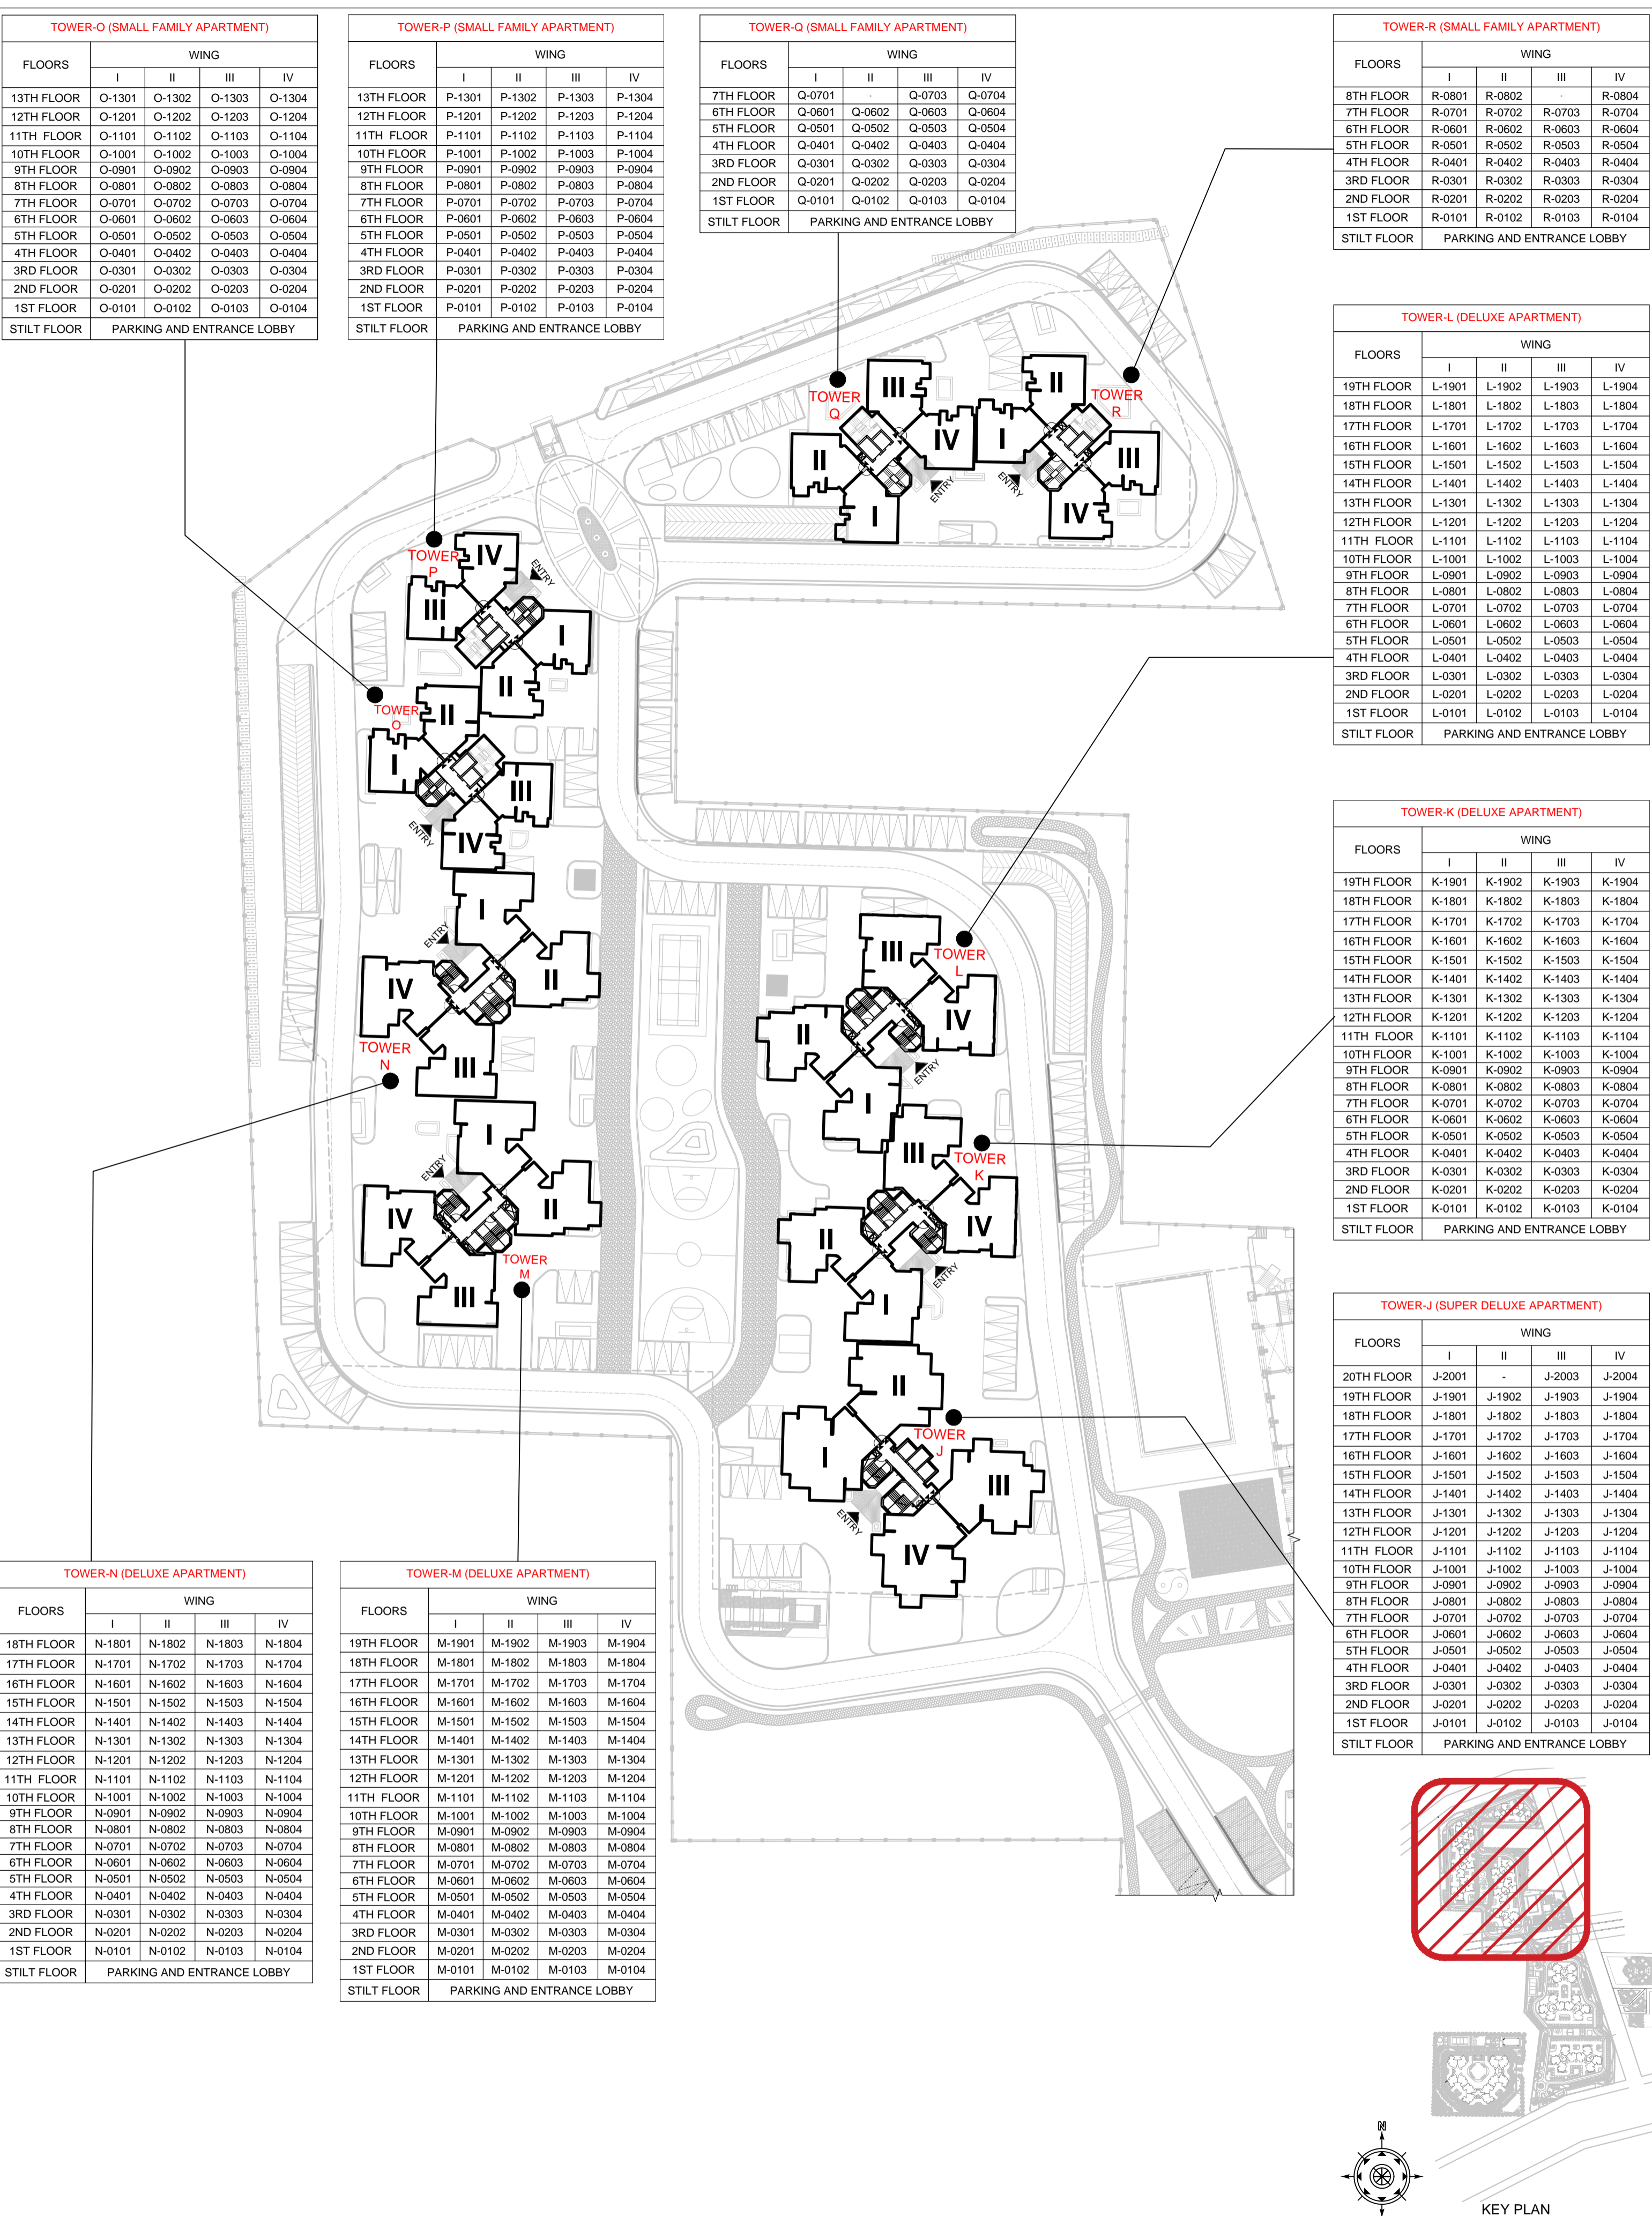 TOWER-O (SMALL FAMILY APARTMENT)
FLOORS WING
I II III IV
13TH FLOOR O-1301 O-1302 O-1303 O-1304
12TH FLOOR O-1201 O-1202 O-1203 O-1204
11TH FLOOR O-1101 O-1102 O-1103 O-1104
10TH FLOOR O-1001 O-1002 O-1003 O-1004
9TH FLOOR O-0901 O-0902 O-0903 O-0904
8TH FLOOR O-0801 O-0802 O-0803 O-0804
7TH FLOOR O-0701 O-0702 O-0703 O-0704
6TH FLOOR O-0601 O-0602 O-0603 O-0604
5TH FLOOR O-0501 O-0502 O-0503 O-0504
4TH FLOOR O-0401 O-0402 O-0403 O-0404
3RD FLOOR O-0301 O-0302 O-0303 O-0304
2ND FLOOR O-0201 O-0202 O-0203 O-0204
1ST FLOOR O-0101 O-0102 O-0103 O-0104
STILT FLOOR PARKING AND ENTRANCE LOBBY
TOWER-P (SMALL FAMILY APARTMENT)
FLOORS WING
I II III IV
13TH FLOOR P-1301 P-1302 P-1303 P-1304
12TH FLOOR P-1201 P-1202 P-1203 P-1204
11TH FLOOR P-1101 P-1102 P-1103 P-1104
10TH FLOOR P-1001 P-1002 P-1003 P-1004
9TH FLOOR P-0901 P-0902 P-0903 P-0904
8TH FLOOR P-0801 P-0802 P-0803 P-0804
7TH FLOOR P-0701 P-0702 P-0703 P-0704
6TH FLOOR P-0601 P-0602 P-0603 P-0604
5TH FLOOR P-0501 P-0502 P-0503 P-0504
4TH FLOOR P-0401 P-0402 P-0403 P-0404
3RD FLOOR P-0301 P-0302 P-0303 P-0304
2ND FLOOR P-0201 P-0202 P-0203 P-0204
1ST FLOOR P-0101 P-0102 P-0103 P-0104
STILT FLOOR PARKING AND ENTRANCE LOBBY
TOWER-Q (SMALL FAMILY APARTMENT)
FLOORS WING
I II III IV
7TH FLOOR Q-0701 - Q-0703 Q-0704
6TH FLOOR Q-0601 Q-0602 Q-0603 Q-0604
5TH FLOOR Q-0501 Q-0502 Q-0503 Q-0504
4TH FLOOR Q-0401 Q-0402 Q-0403 Q-0404
3RD FLOOR Q-0301 Q-0302 Q-0303 Q-0304
2ND FLOOR Q-0201 Q-0202 Q-0203 Q-0204
1ST FLOOR Q-0101 Q-0102 Q-0103 Q-0104
STILT FLOOR PARKING AND ENTRANCE LOBBY
TOWER-R (SMALL FAMILY APARTMENT)
FLOORS WING
I II III IV
8TH FLOOR R-0801 R-0802 - R-0804
7TH FLOOR R-0701 R-0702 R-0703 R-0704
6TH FLOOR R-0601 R-0602 R-0603 R-0604
5TH FLOOR R-0501 R-0502 R-0503 R-0504
4TH FLOOR R-0401 R-0402 R-0403 R-0404
3RD FLOOR R-0301 R-0302 R-0303 R-0304
2ND FLOOR R-0201 R-0202 R-0203 R-0204
1ST FLOOR R-0101 R-0102 R-0103 R-0104
STILT FLOOR PARKING AND ENTRANCE LOBBY
TOWER-L (DELUXE APARTMENT)
FLOORS WING
I II III IV
19TH FLOOR L-1901 L-1902 L-1903 L-1904
18TH FLOOR L-1801 L-1802 L-1803 L-1804
17TH FLOOR L-1701 L-1702 L-1703 L-1704
16TH FLOOR L-1601 L-1602 L-1603 L-1604
15TH FLOOR L-1501 L-1502 L-1503 L-1504
14TH FLOOR L-1401 L-1402 L-1403 L-1404
13TH FLOOR L-1301 L-1302 L-1303 L-1304
12TH FLOOR L-1201 L-1202 L-1203 L-1204
11TH FLOOR L-1101 L-1102 L-1103 L-1104
10TH FLOOR L-1001 L-1002 L-1003 L-1004
9TH FLOOR L-0901 L-0902 L-0903 L-0904
8TH FLOOR L-0801 L-0802 L-0803 L-0804
7TH FLOOR L-0701 L-0702 L-0703 L-0704
6TH FLOOR L-0601 L-0602 L-0603 L-0604
5TH FLOOR L-0501 L-0502 L-0503 L-0504
4TH FLOOR L-0401 L-0402 L-0403 L-0404
3RD FLOOR L-0301 L-0302 L-0303 L-0304
2ND FLOOR L-0201 L-0202 L-0203 L-0204
1ST FLOOR L-0101 L-0102 L-0103 L-0104
STILT FLOOR PARKING AND ENTRANCE LOBBY
TOWER-K (DELUXE APARTMENT)
FLOORS WING
I II III IV
19TH FLOOR K-1901 K-1902 K-1903 K-1904
18TH FLOOR K-1801 K-1802 K-1803 K-1804
17TH FLOOR K-1701 K-1702 K-1703 K-1704
16TH FLOOR K-1601 K-1602 K-1603 K-1604
15TH FLOOR K-1501 K-1502 K-1503 K-1504
14TH FLOOR K-1401 K-1402 K-1403 K-1404
13TH FLOOR K-1301 K-1302 K-1303 K-1304
12TH FLOOR K-1201 K-1202 K-1203 K-1204
11TH FLOOR K-1101 K-1102 K-1103 K-1104
10TH FLOOR K-1001 K-1002 K-1003 K-1004
9TH FLOOR K-0901 K-0902 K-0903 K-0904
8TH FLOOR K-0801 K-0802 K-0803 K-0804
7TH FLOOR K-0701 K-0702 K-0703 K-0704
6TH FLOOR K-0601 K-0602 K-0603 K-0604
5TH FLOOR K-0501 K-0502 K-0503 K-0504
4TH FLOOR K-0401 K-0402 K-0403 K-0404
3RD FLOOR K-0301 K-0302 K-0303 K-0304
2ND FLOOR K-0201 K-0202 K-0203 K-0204
1ST FLOOR K-0101 K-0102 K-0103 K-0104
STILT FLOOR PARKING AND ENTRANCE LOBBY
TOWER-J (SUPER DELUXE APARTMENT)
FLOORS WING
I II III IV
20TH FLOOR J-2001 - J-2003 J-2004
19TH FLOOR J-1901 J-1902 J-1903 J-1904
18TH FLOOR J-1801 J-1802 J-1803 J-1804
17TH FLOOR J-1701 J-1702 J-1703 J-1704
16TH FLOOR J-1601 J-1602 J-1603 J-1604
15TH FLOOR J-1501 J-1502 J-1503 J-1504
14TH FLOOR J-1401 J-1402 J-1403 J-1404
13TH FLOOR J-1301 J-1302 J-1303 J-1304
12TH FLOOR J-1201 J-1202 J-1203 J-1204
11TH FLOOR J-1101 J-1102 J-1103 J-1104
10TH FLOOR J-1001 J-1002 J-1003 J-1004
9TH FLOOR J-0901 J-0902 J-0903 J-0904
8TH FLOOR J-0801 J-0802 J-0803 J-0804
7TH FLOOR J-0701 J-0702 J-0703 J-0704
6TH FLOOR J-0601 J-0602 J-0603 J-0604
5TH FLOOR J-0501 J-0502 J-0503 J-0504
4TH FLOOR J-0401 J-0402 J-0403 J-0404
3RD FLOOR J-0301 J-0302 J-0303 J-0304
2ND FLOOR J-0201 J-0202 J-0203 J-0204
1ST FLOOR J-0101 J-0102 J-0103 J-0104
STILT FLOOR PARKING AND ENTRANCE LOBBY
TOWER
Q
III
IV
II
I
ENTRY
TOWER
R
II
I
III
IV
ENTRY
TOWER
P
IV
III
I
II
ENTRY
TOWER
O
II
I
III
IV
ENTRY
I
II
IV
III
ENTRY
TOWER
N
I
II
IV
III
ENTRY
TOWER
M
TOWER
L
III
IV
II
I
ENTRY
TOWER
K
III
IV
II
I
ENTRY
TOWER
J
II
I
III
IV
ENTRY
TOWER-N (DELUXE APARTMENT)
FLOORS WING
I II III IV
18TH FLOOR N-1801 N-1802 N-1803 N-1804
17TH FLOOR N-1701 N-1702 N-1703 N-1704
16TH FLOOR N-1601 N-1602 N-1603 N-1604
15TH FLOOR N-1501 N-1502 N-1503 N-1504
14TH FLOOR N-1401 N-1402 N-1403 N-1404
13TH FLOOR N-1301 N-1302 N-1303 N-1304
12TH FLOOR N-1201 N-1202 N-1203 N-1204
11TH FLOOR N-1101 N-1102 N-1103 N-1104
10TH FLOOR N-1001 N-1002 N-1003 N-1004
9TH FLOOR N-0901 N-0902 N-0903 N-0904
8TH FLOOR N-0801 N-0802 N-0803 N-0804
7TH FLOOR N-0701 N-0702 N-0703 N-0704
6TH FLOOR N-0601 N-0602 N-0603 N-0604
5TH FLOOR N-0501 N-0502 N-0503 N-0504
4TH FLOOR N-0401 N-0402 N-0403 N-0404
3RD FLOOR N-0301 N-0302 N-0303 N-0304
2ND FLOOR N-0201 N-0202 N-0203 N-0204
1ST FLOOR N-0101 N-0102 N-0103 N-0104
STILT FLOOR PARKING AND ENTRANCE LOBBY
TOWER-M (DELUXE APARTMENT)
FLOORS WING
I II III IV
19TH FLOOR M-1901 M-1902 M-1903 M-1904
18TH FLOOR M-1801 M-1802 M-1803 M-1804
17TH FLOOR M-1701 M-1702 M-1703 M-1704
16TH FLOOR M-1601 M-1602 M-1603 M-1604
15TH FLOOR M-1501 M-1502 M-1503 M-1504
14TH FLOOR M-1401 M-1402 M-1403 M-1404
13TH FLOOR M-1301 M-1302 M-1303 M-1304
12TH FLOOR M-1201 M-1202 M-1203 M-1204
11TH FLOOR M-1101 M-1102 M-1103 M-1104
10TH FLOOR M-1001 M-1002 M-1003 M-1004
9TH FLOOR M-0901 M-0902 M-0903 M-0904
8TH FLOOR M-0801 M-0802 M-0803 M-0804
7TH FLOOR M-0701 M-0702 M-0703 M-0704
6TH FLOOR M-0601 M-0602 M-0603 M-0604
5TH FLOOR M-0501 M-0502 M-0503 M-0504
4TH FLOOR M-0401 M-0402 M-0403 M-0404
3RD FLOOR M-0301 M-0302 M-0303 M-0304
2ND FLOOR M-0201 M-0202 M-0203 M-0204
1ST FLOOR M-0101 M-0102 M-0103 M-0104
STILT FLOOR PARKING AND ENTRANCE LOBBY
N
KEY PLAN